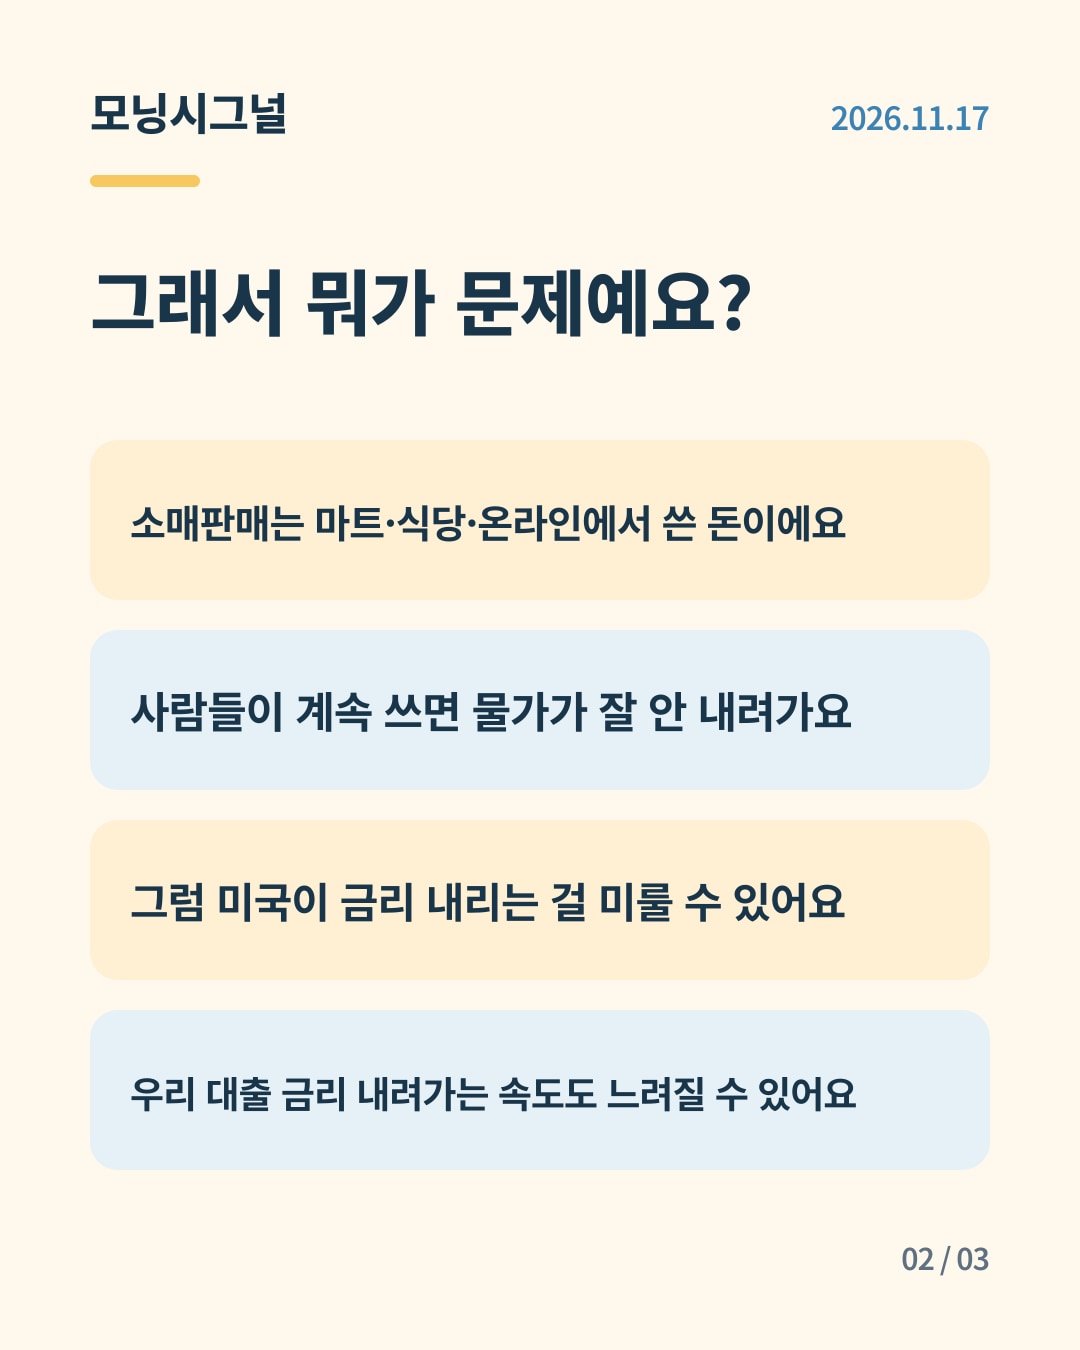 모닝시그널
2026.11.17
그래서 뭐가 문제예요?
소매판매는 마트·식당·온라인에서 쓴 돈이에요
사람들이 계속 쓰면 물가가 잘 안 내려가요
그럼 미국이 금리 내리는 걸 미룰 수 있어요
우리 대출 금리 내려가는 속도도 느려질 수 있어요
02 / 03